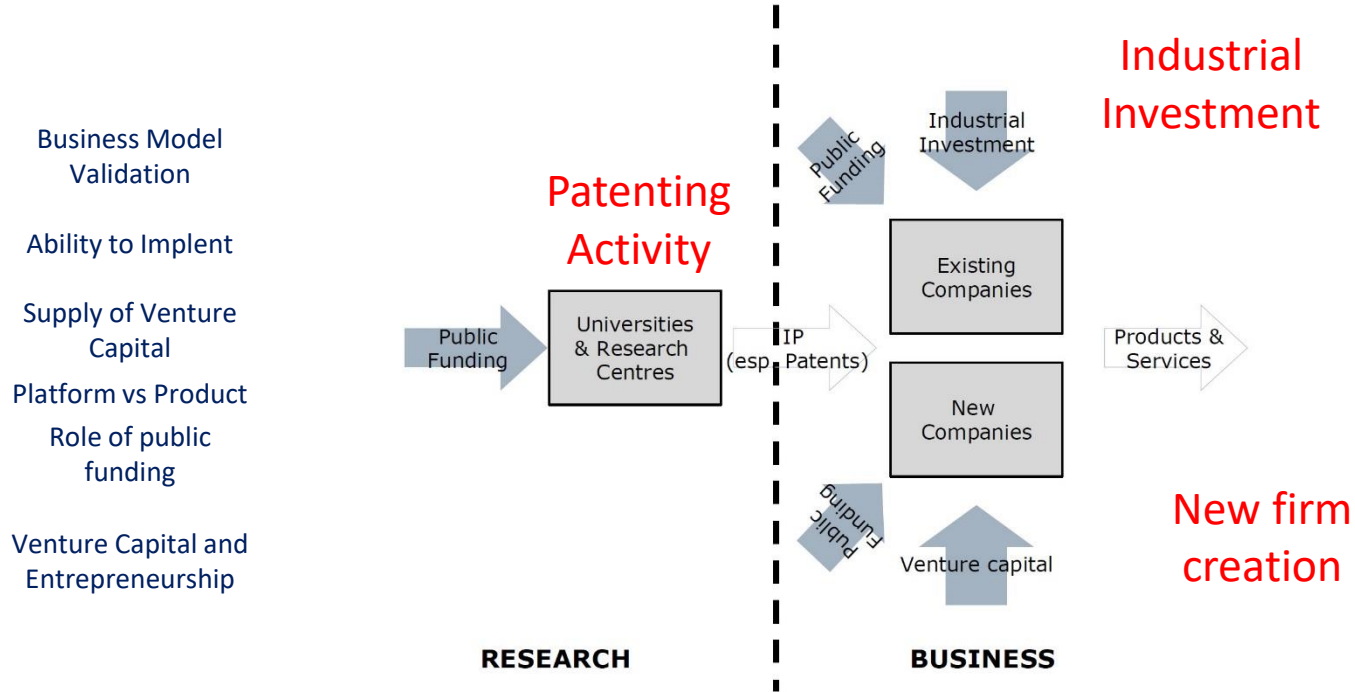 Business Model
Validation
Ability to Implent
Supply of Venture
Capital
Platform vs Product
Role of public
funding
Venture Capital and
Entrepreneurship
Patenting
Activity
Public
Funding
Universities
& Research
Centres
IP
(esp. Patents)
Industrial
Investment
Public
Funding
Industrial
Investment
Existing
Companies
New
Companies
Products &
Services
Public
Funding
Venture capital
New firm
creation
RESEARCH
BUSINESS